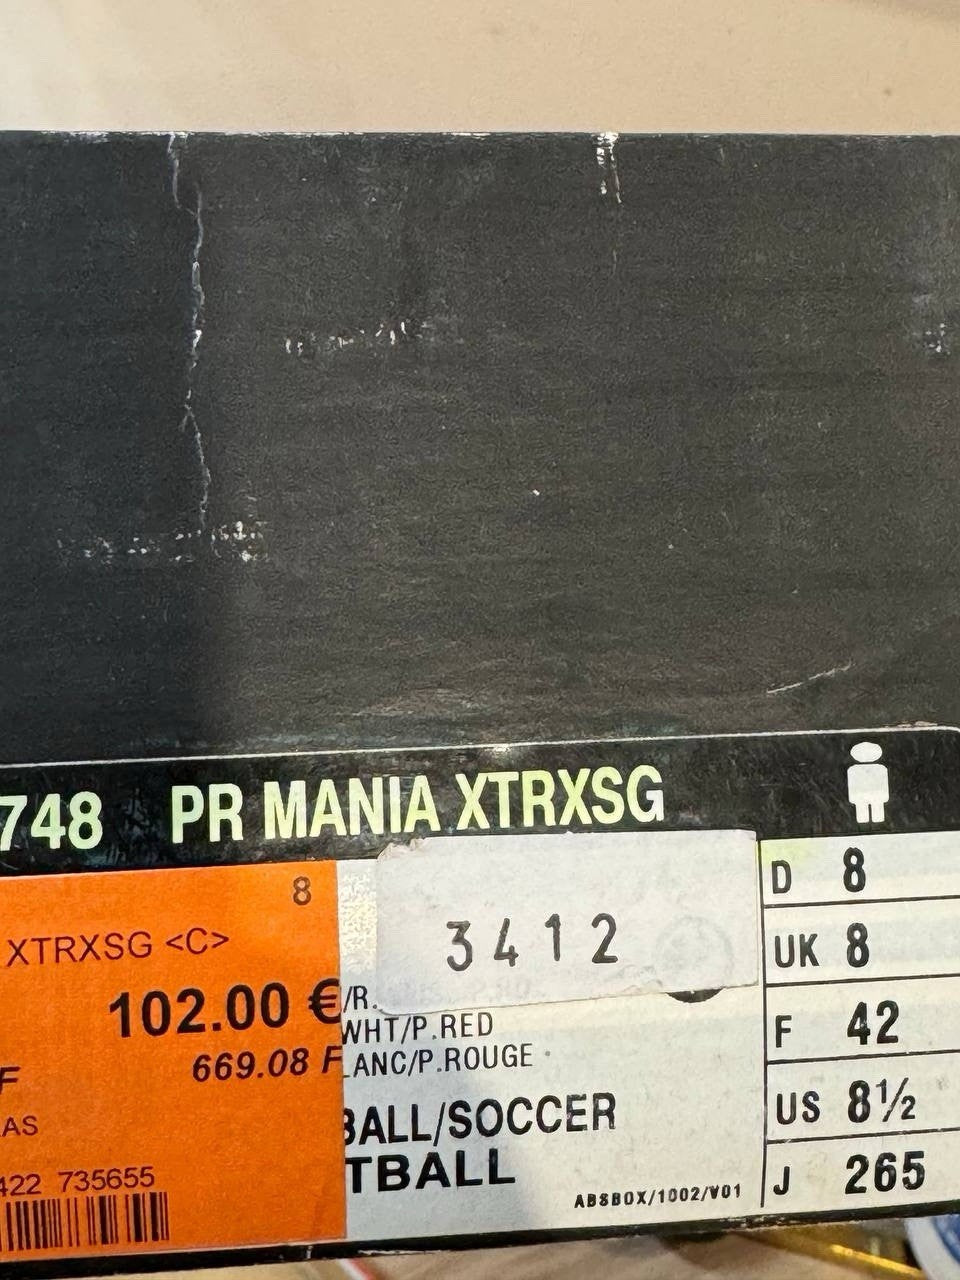 748 PR MANIA XTRXSG
8
XTRXSG <C>
102.00 €
669.08 F
F
AS
422 735655
3412
/R.
WHT/P.RED
LANC/P.ROUGE
BALL/SOCCER
TBALL
ABSBOX/1002/V01
D 8
UK 8
F 42
US 8½
J 265